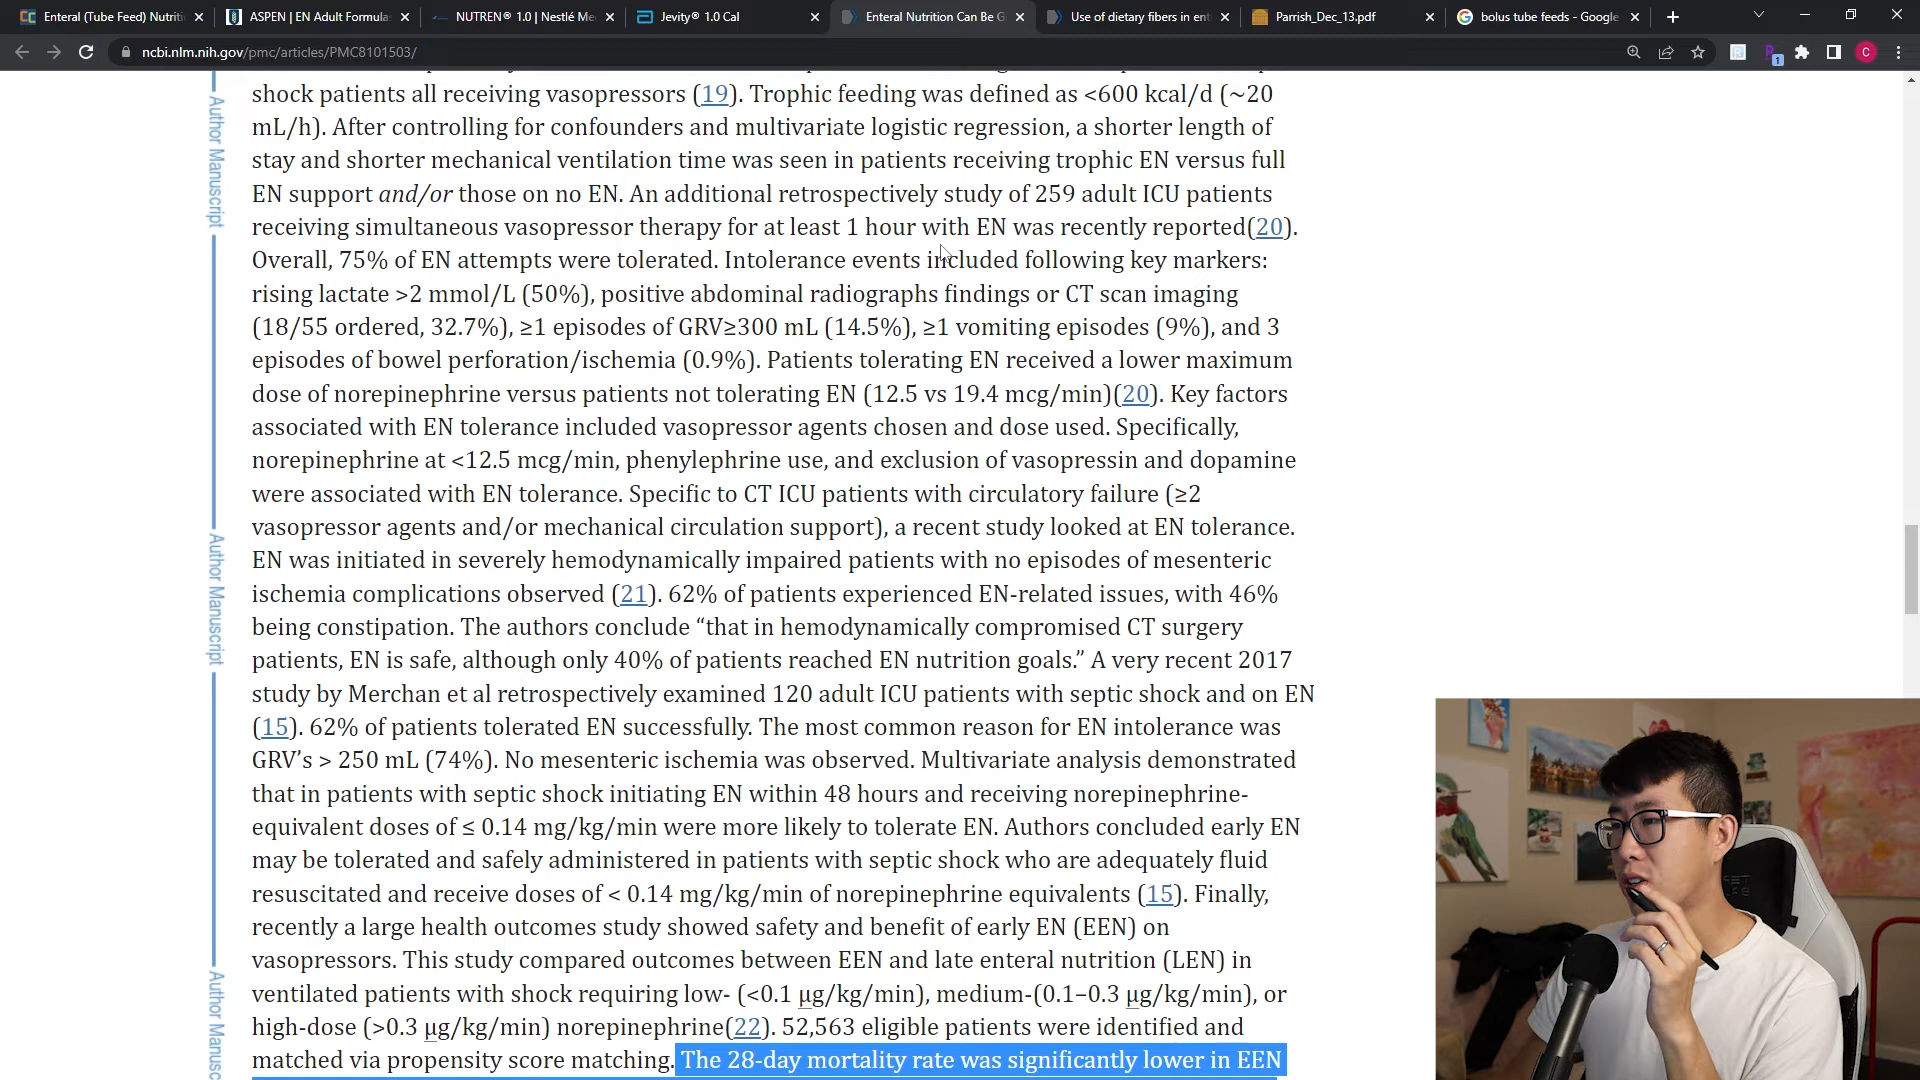 Enteral (Tube Feed) Nutriti
ASPEN | EN Adult Formula
NUTREN® 1.0 | Nestlé Me
Jevity® 1.0 Cal
Enteral Nutrition Can Be G
Use of dietary fibers in ent
Parrish_Dec_13.pdf
bolus tube feeds - Google
ncbi.nlm.nih.gov/pmc/articles/PMC8101503/
shock patients all receiving vasopressors (19). Trophic feeding was defined as <600 kcal/d (~20
mL/h). After controlling for confounders and multivariate logistic regression, a shorter length of
stay and shorter mechanical ventilation time was seen in patients receiving trophic EN versus full
EN support and/or those on no EN. An additional retrospectively study of 259 adult ICU patients
receiving simultaneous vasopressor therapy for at least 1 hour with EN was recently reported(20).
Overall, 75% of EN attempts were tolerated. Intolerance events included following key markers:
rising lactate >2 mmol/L (50%), positive abdominal radiographs findings or CT scan imaging
(18/55 ordered, 32.7%), ≥1 episodes of GRV≥300 mL (14.5%), ≥1 vomiting episodes (9%), and 3
episodes of bowel perforation/ischemia (0.9%). Patients tolerating EN received a lower maximum
dose of norepinephrine versus patients not tolerating EN (12.5 vs 19.4 mcg/min)(20). Key factors
associated with EN tolerance included vasopressor agents chosen and dose used. Specifically,
norepinephrine at <12.5 mcg/min, phenylephrine use, and exclusion of vasopressin and dopamine
were associated with EN tolerance. Specific to CT ICU patients with circulatory failure (≥2
vasopressor agents and/or mechanical circulation support), a recent study looked at EN tolerance.
EN was initiated in severely hemodynamically impaired patients with no episodes of mesenteric
ischemia complications observed (21). 62% of patients experienced EN-related issues, with 46%
being constipation. The authors conclude “that in hemodynamically compromised CT surgery
patients, EN is safe, although only 40% of patients reached EN nutrition goals.” A very recent 2017
study by Merchan et al retrospectively examined 120 adult ICU patients with septic shock and on EN
(15). 62% of patients tolerated EN successfully. The most common reason for EN intolerance was
GRV’s > 250 mL (74%). No mesenteric ischemia was observed. Multivariate analysis demonstrated
that in patients with septic shock initiating EN within 48 hours and receiving norepinephrine-
equivalent doses of ≤ 0.14 mg/kg/min were more likely to tolerate EN. Authors concluded early EN
may be tolerated and safely administered in patients with septic shock who are adequately fluid
resuscitated and receive doses of < 0.14 mg/kg/min of norepinephrine equivalents (15). Finally,
recently a large health outcomes study showed safety and benefit of early EN (EEN) on
vasopressors. This study compared outcomes between EEN and late enteral nutrition (LEN) in
ventilated patients with shock requiring low- (<0.1 μg/kg/min), medium-(0.1–0.3 μg/kg/min), or
high-dose (>0.3 μg/kg/min) norepinephrine(22). 52,563 eligible patients were identified and
matched via propensity score matching. The 28-day mortality rate was significantly lower in EEN
Author Manuscript
Author Manuscript
Author Manusc
C
1